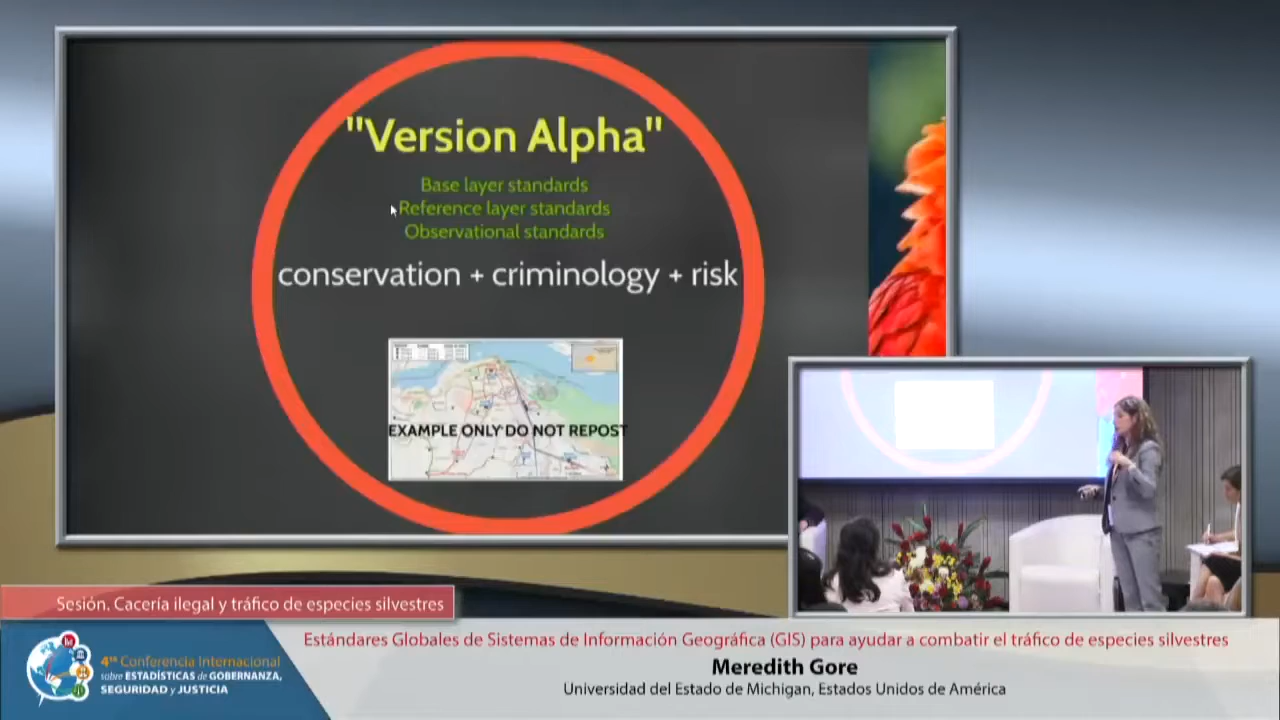 "Version Alpha"
Base layer standards
Reference layer standards
Observational standards
conservation + criminology + risk
EXAMPLE ONLY DO NOT REPOST
Sesión. Cacería ilegal y tráfico de especies silvestres
4ta Conferencia Internacional
sobre ESTADÍSTICAS de GOBERNANZA,
SEGURIDAD y JUSTICIA
Estándares Globales de Sistemas de Información Geográfica (GIS) para ayudar a combatir el tráfico de especies silvestres
Meredith Gore
Universidad del Estado de Michigan, Estados Unidos de América